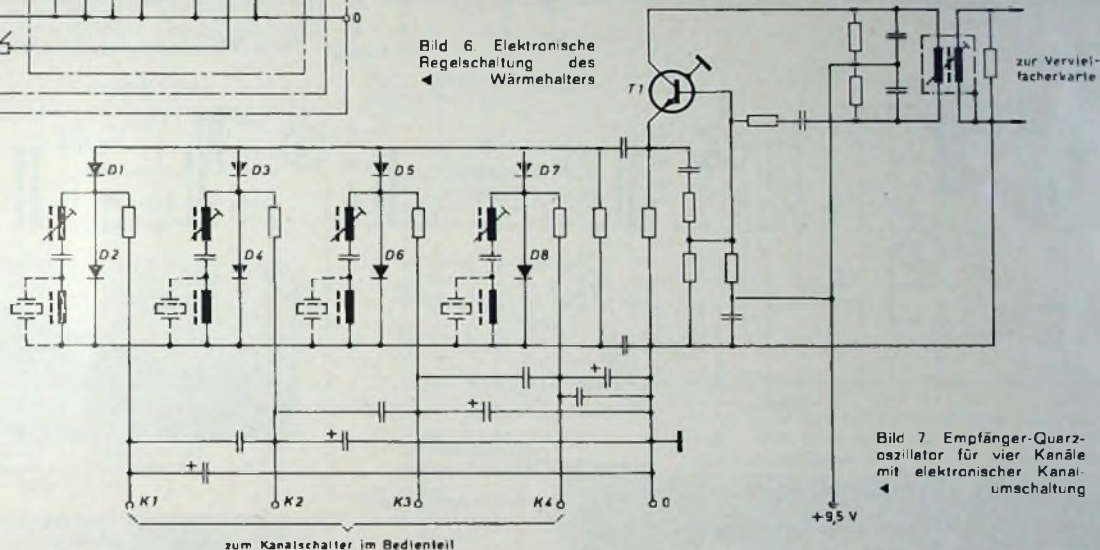 0
Bild 6. Elektronische
Regelschaltung des
◄ Wärmehalters
T1
zur Verviel-
facherkarte
D1
D3
D5
D7
D2
D4
D6
D8
+
+
+
+
Bild 7. Empfänger-Quarz-
oszillator für vier Kanäle
mit elektronischer Kanal-
◄ umschaltung
K1
K2
K3
K4
0
+9,5 V
zum Kanalschalter im Bedienteil